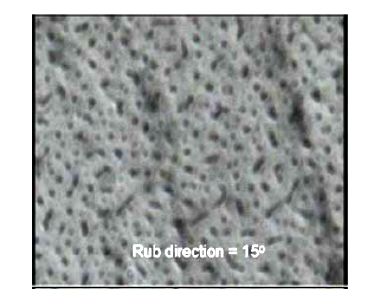 Rub direction = 15º